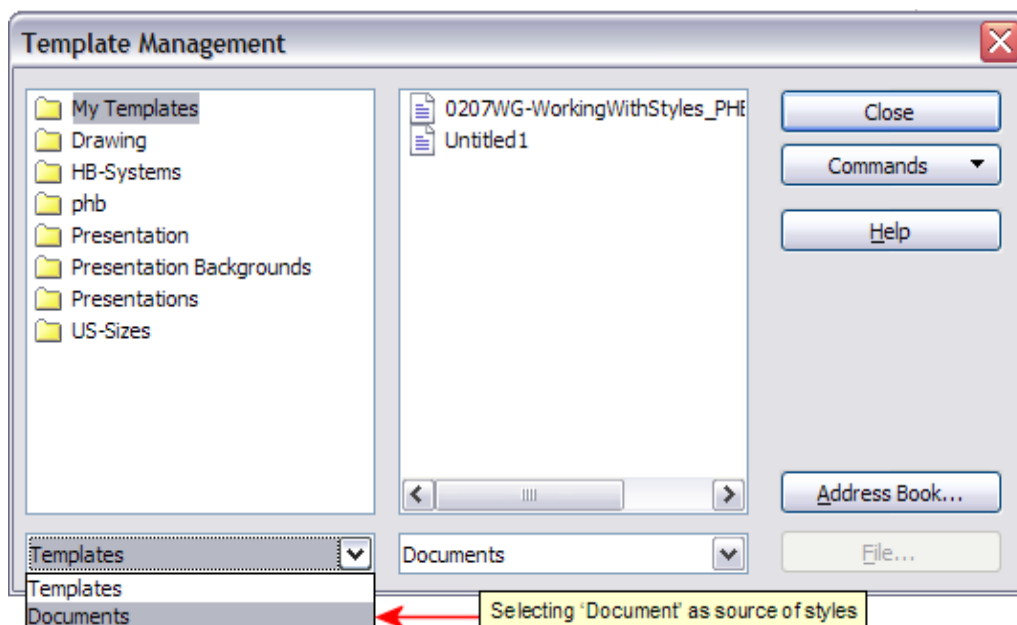 Template Management
My Templates
Drawing
HB-Systems
phb
Presentation
Presentation Backgrounds
Presentations
US-Sizes
0207WG-WorkingWithStyles_PHB
Untitled1
Close
Commands
Help
Address Book...
File...
Templates
Documents
Templates
Documents
Selecting ‘Document’ as source of styles